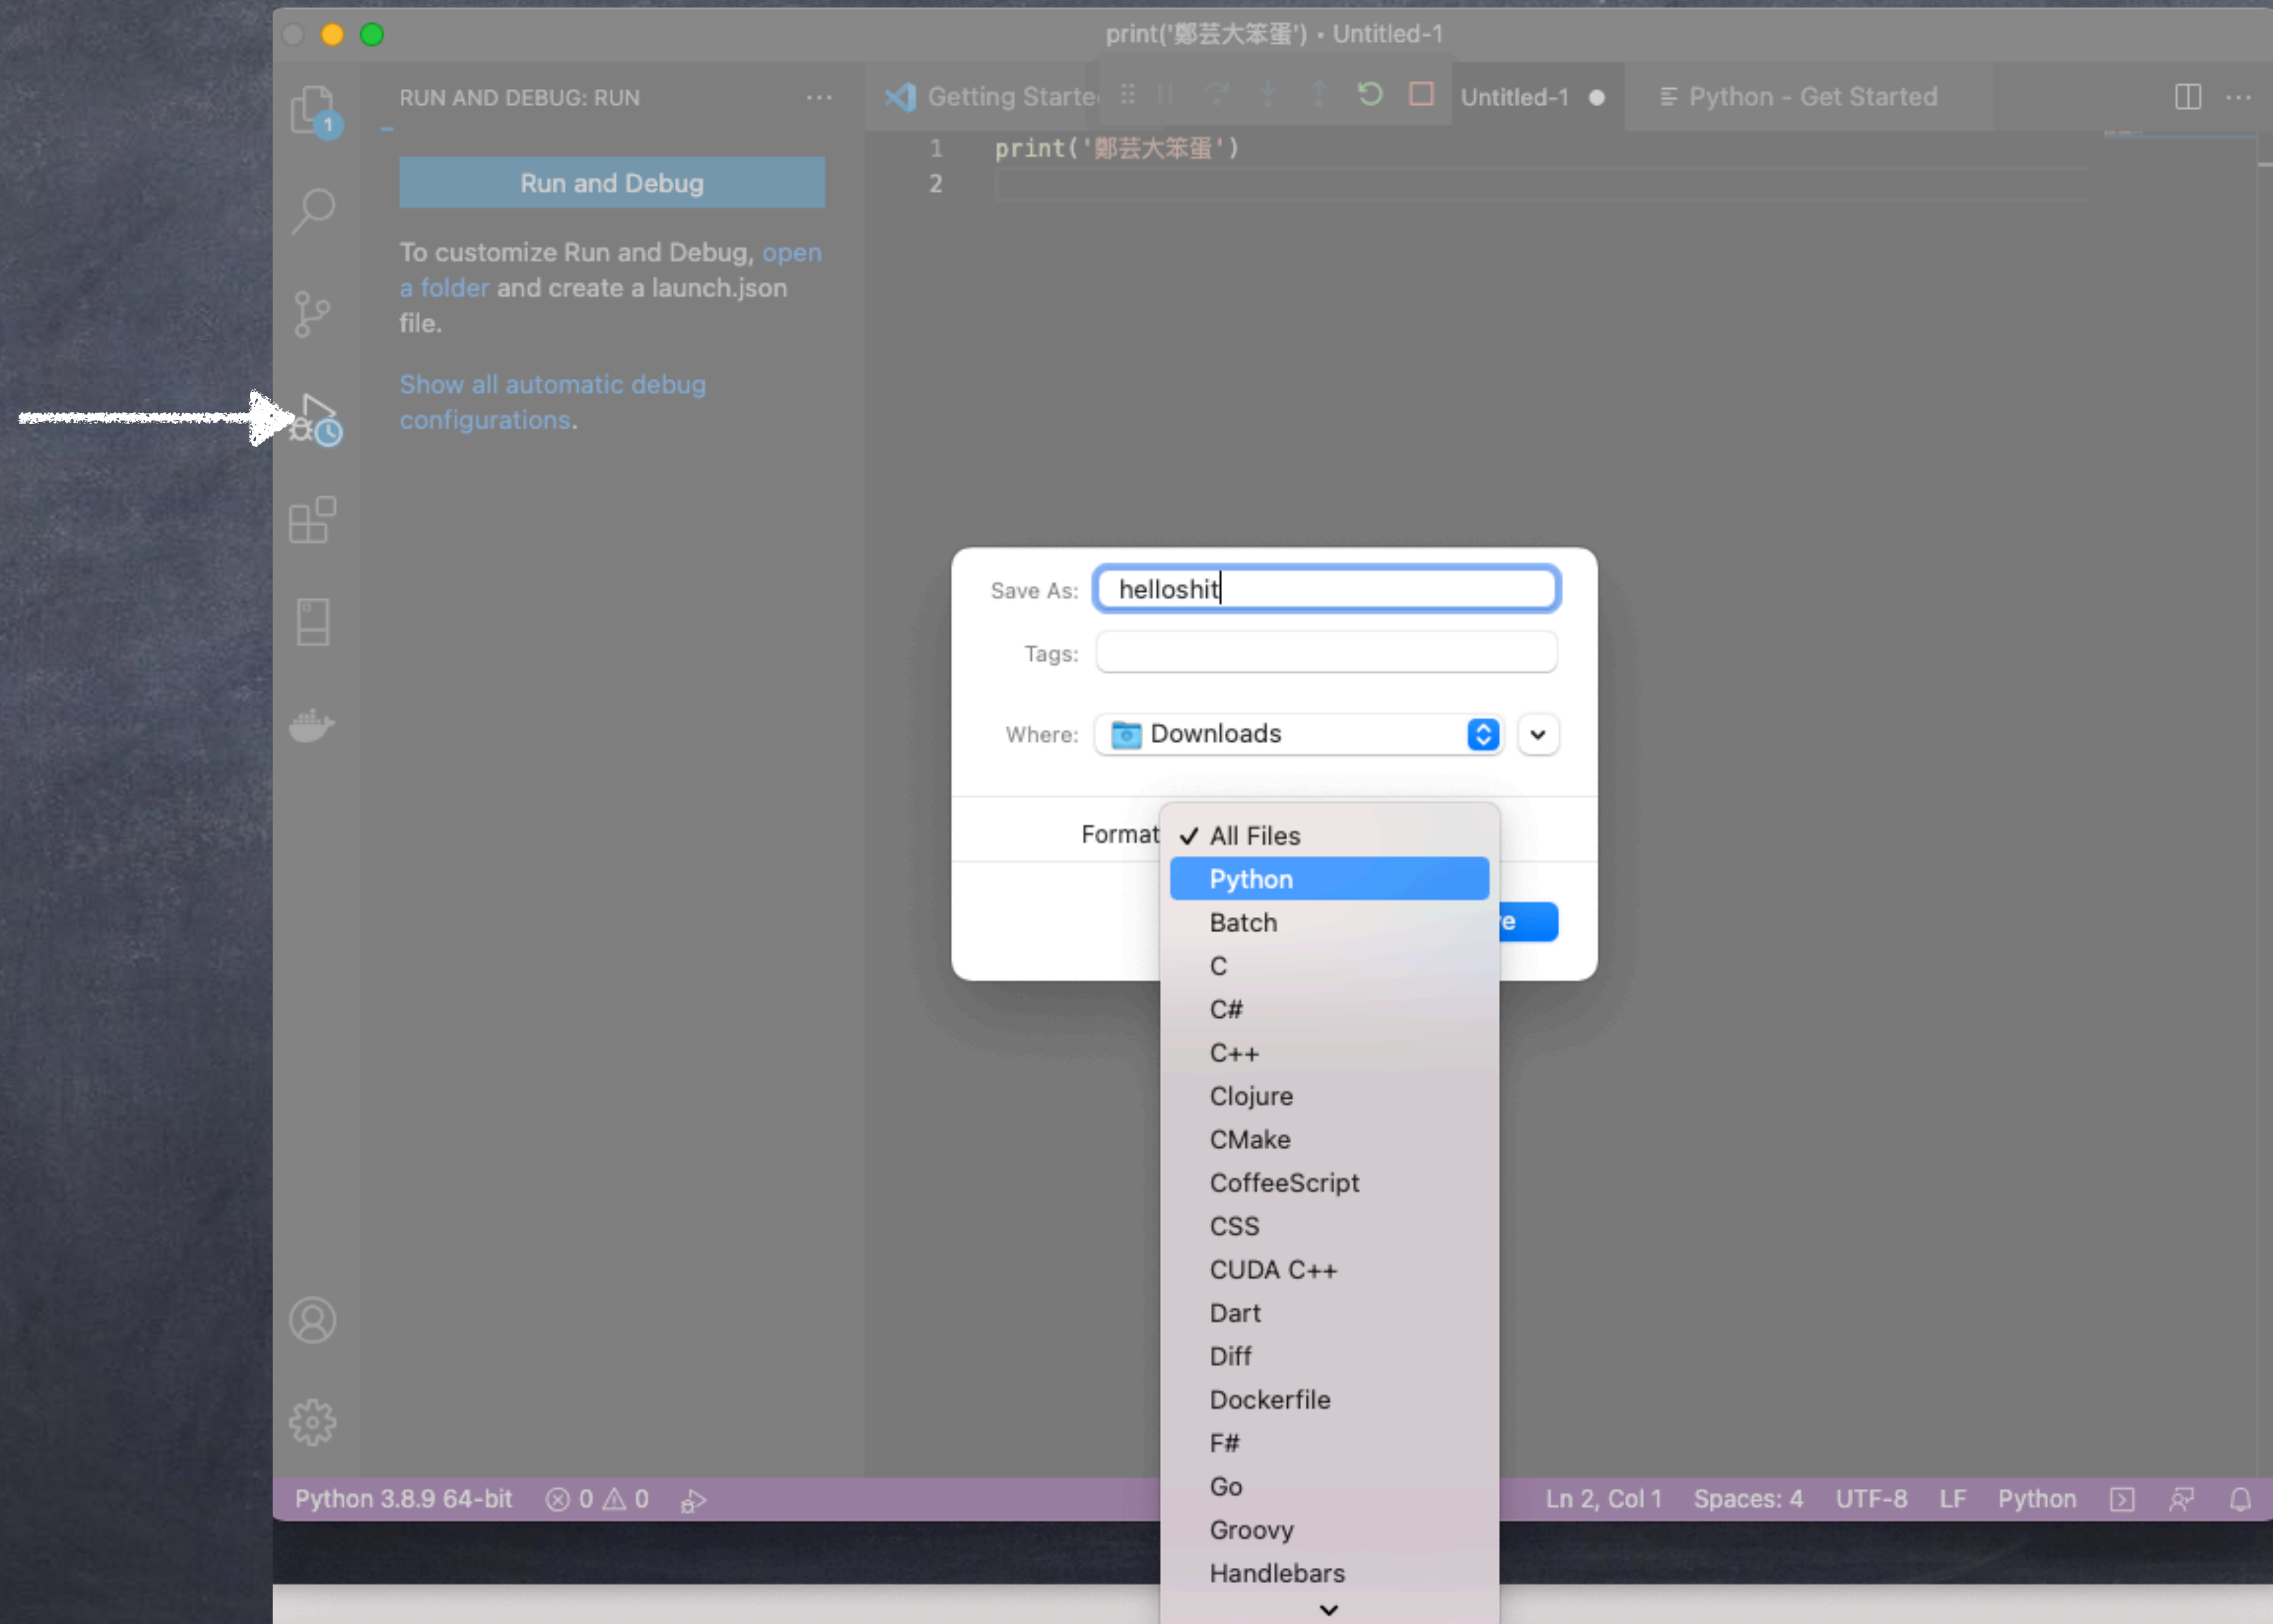 print('鄭芸大笨蛋') • Untitled-1
RUN AND DEBUG: RUN
Getting Starte
Untitled-1
Python - Get Started
1
Run and Debug
To customize Run and Debug, open
a folder and create a launch.json
file.
Show all automatic debug
configurations.
1 print('鄭芸大笨蛋')
2
Save As: helloshit
Tags:
Where: Downloads
Format
✓ All Files
Python
Batch
C
C#
C++
Clojure
CMake
CoffeeScript
CSS
CUDA C++
Dart
Diff
Dockerfile
F#
Go
Groovy
Handlebars
e
Python 3.8.9 64-bit 0 0
Ln 2, Col 1 Spaces: 4 UTF-8 LF Python